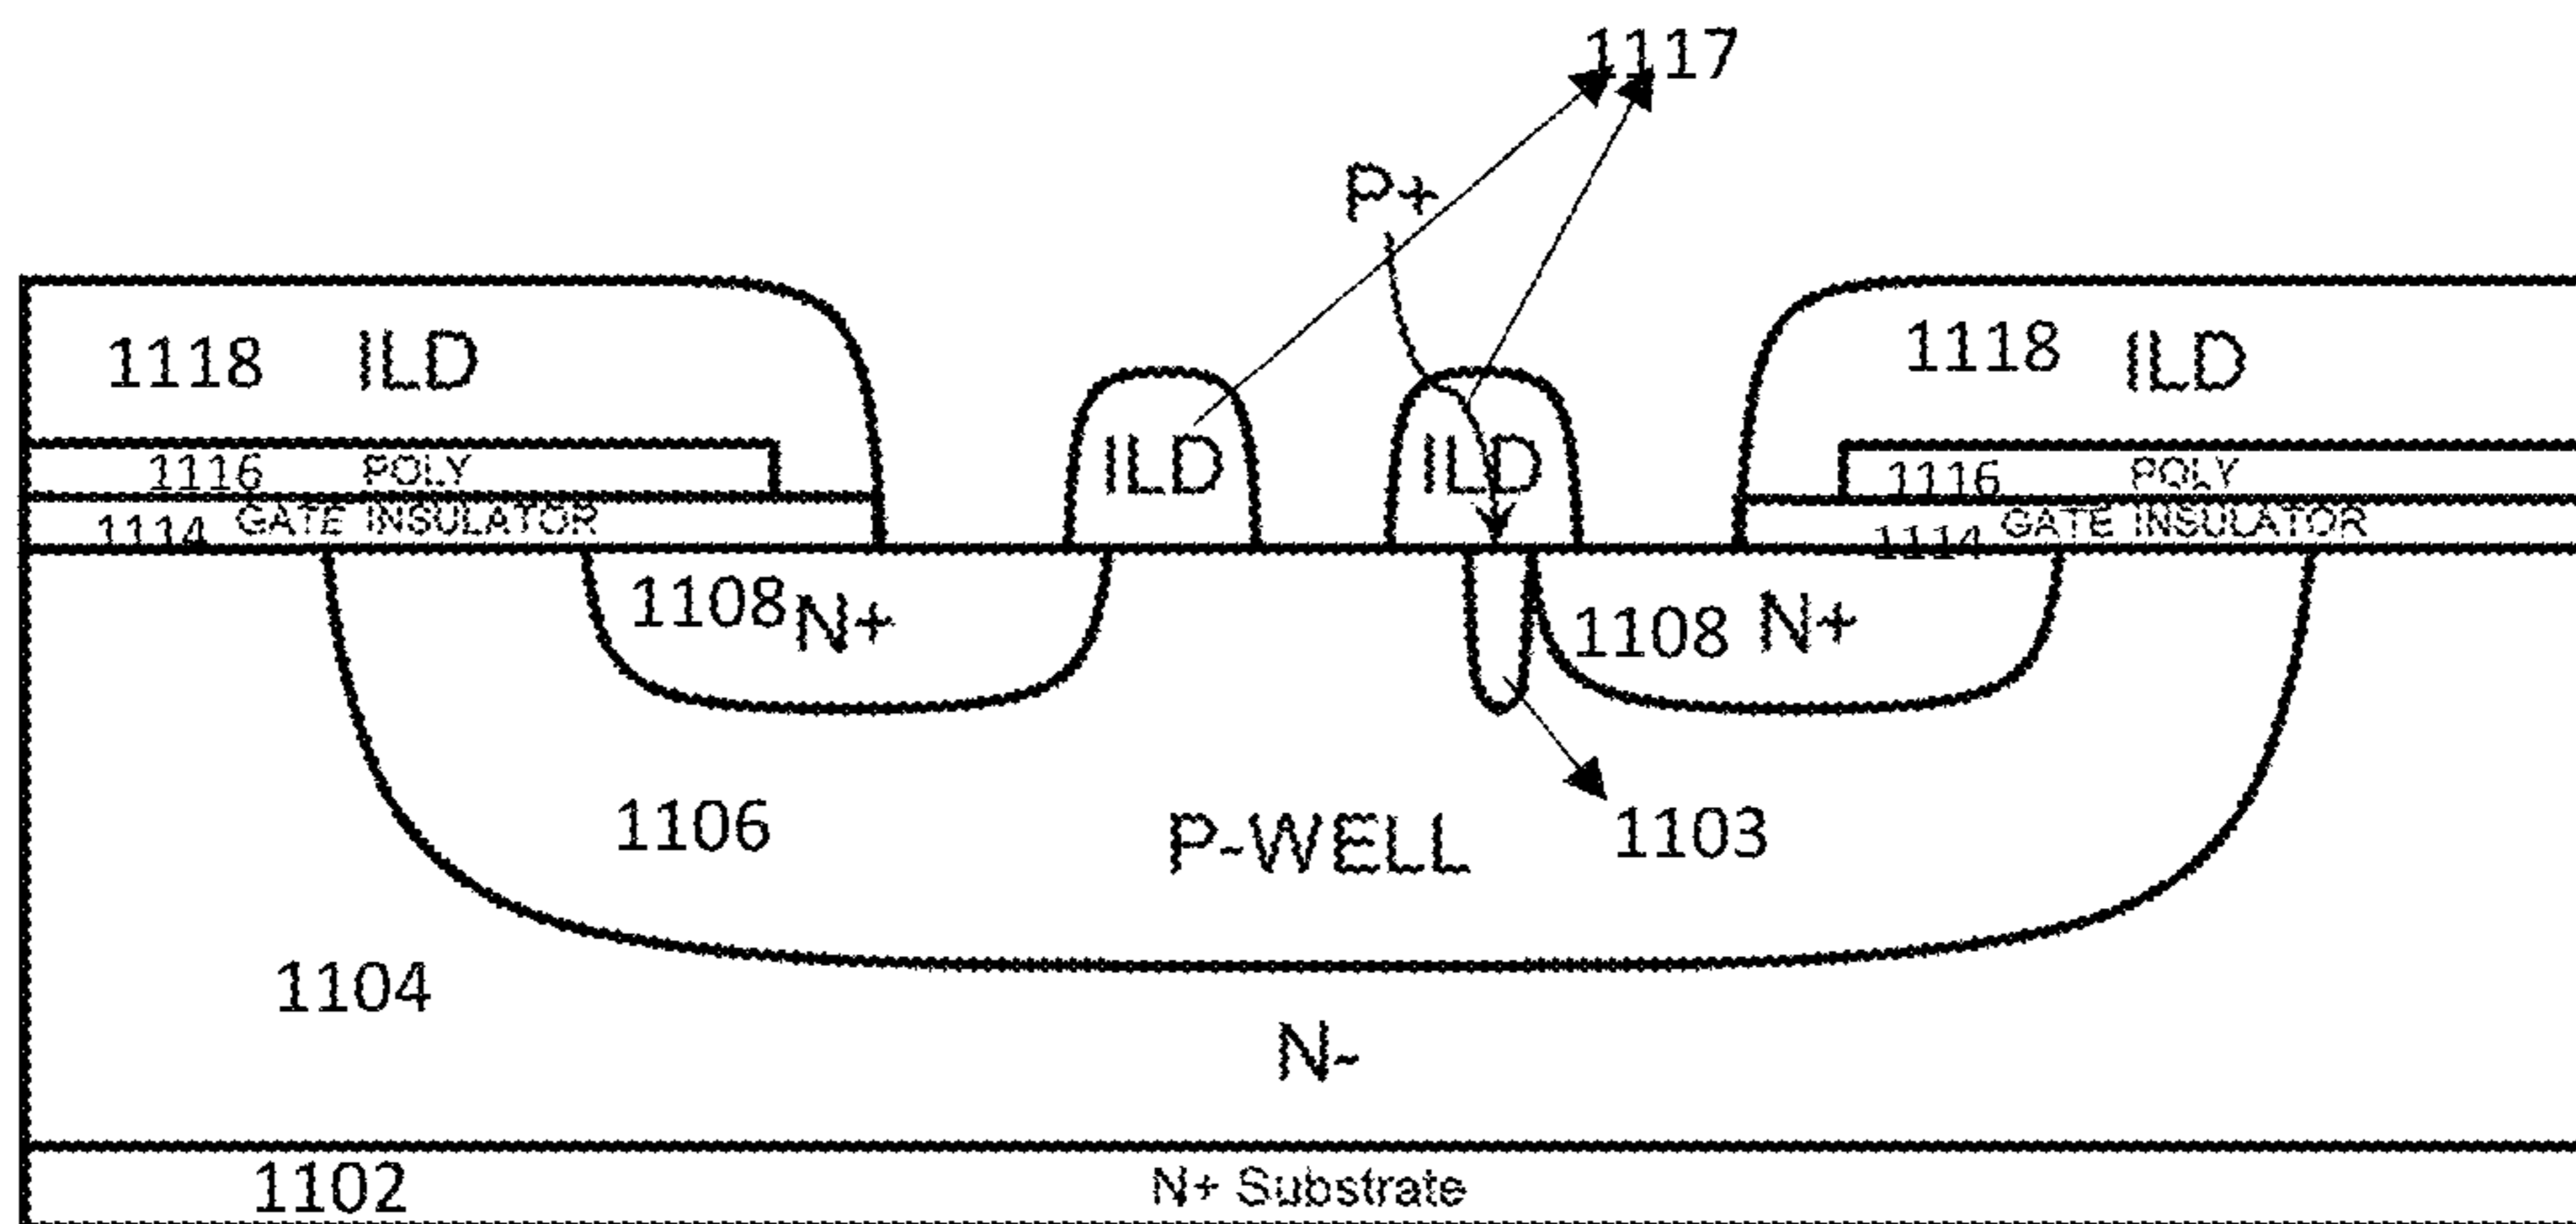 1117
P+
1118 ILD
1118 ILD
ILD
ILD
1116 POLY
1116 POLY
1114 GATE INSULATOR
1114 GATE INSULATOR
1108 N+
1108 N+
1106
P-WELL
1103
1104
N-
1102
N+ Substrate